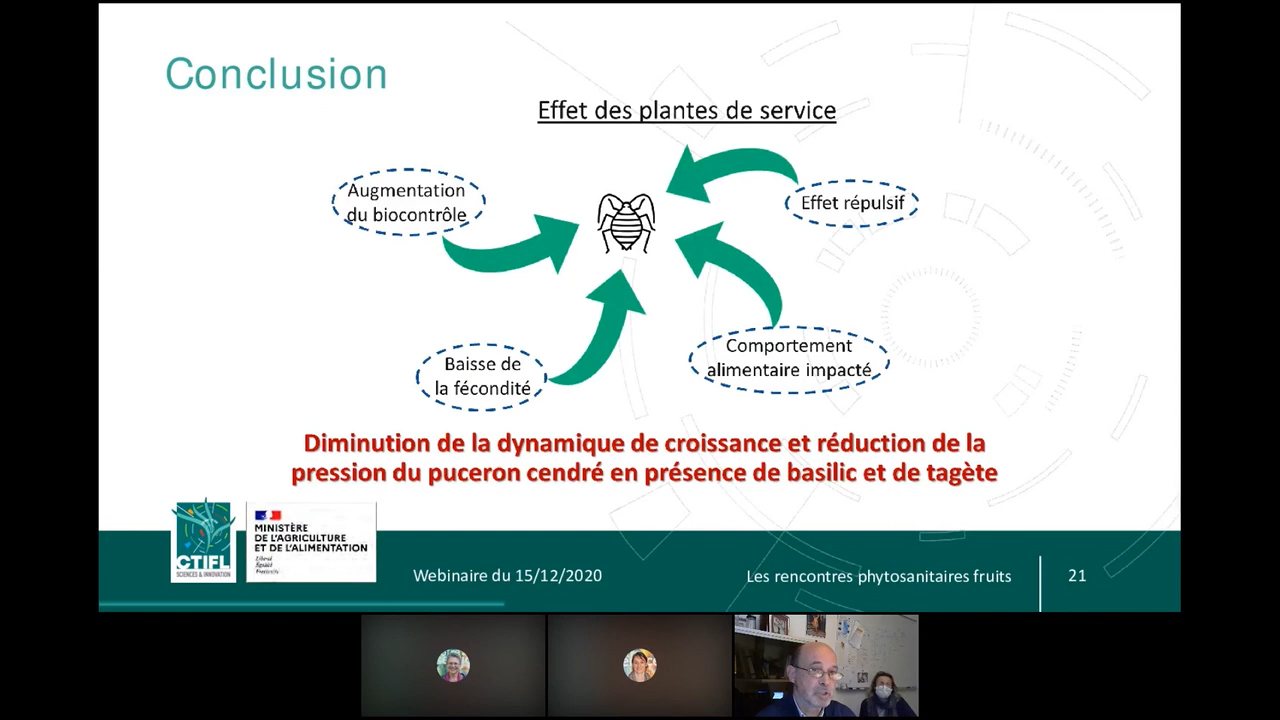 Conclusion
Effet des plantes de service
Augmentation
du biocontrôle
Effet répulsif
Baisse de
la fécondité
Comportement
alimentaire impacté
Diminution de la dynamique de croissance et réduction de la
pression du puceron cendré en présence de basilic et de tagète
CTIFL
SCIENCES & INNOVATION
MINISTÈRE
DE L'AGRICULTURE
ET DE L'ALIMENTATION
Liberté
Égalité
Fraternité
Webinaire du 15/12/2020
Les rencontres phytosanitaires fruits
21